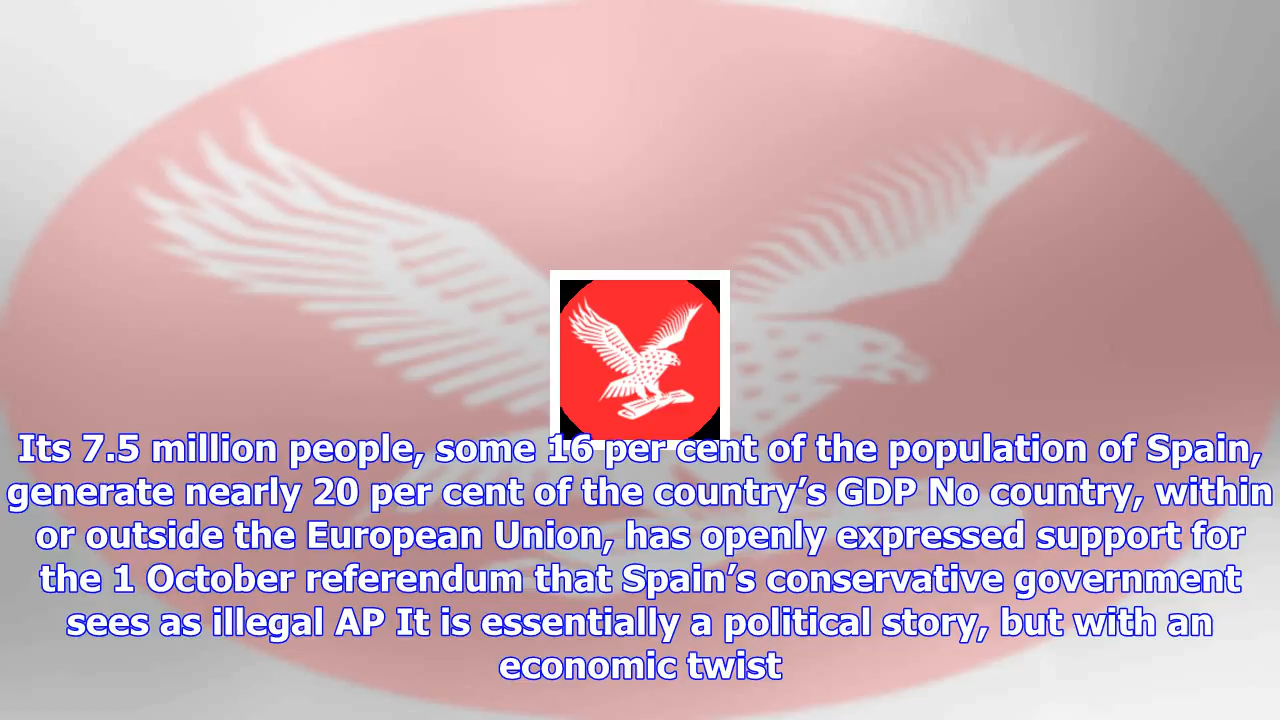 Its 7.5 million people, some 16 per cent of the population of Spain,
generate nearly 20 per cent of the country’s GDP No country, within
or outside the European Union, has openly expressed support for
the 1 October referendum that Spain’s conservative government
sees as illegal AP It is essentially a political story, but with an
economic twist